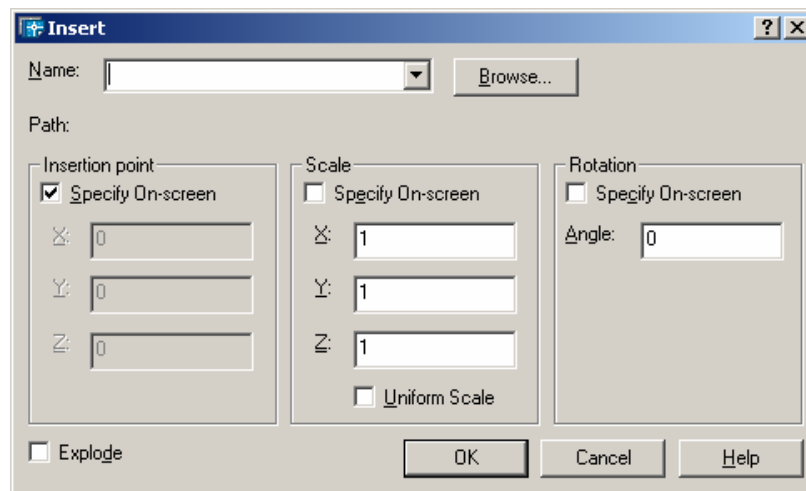 Insert
Name:
Browse...
Path:
Insertion point
Specify On-screen
X: 0
Y: 0
Z: 0
Scale
Specify On-screen
X: 1
Y: 1
Z: 1
Uniform Scale
Rotation
Specify On-screen
Angle: 0
Explode
OK
Cancel
Help